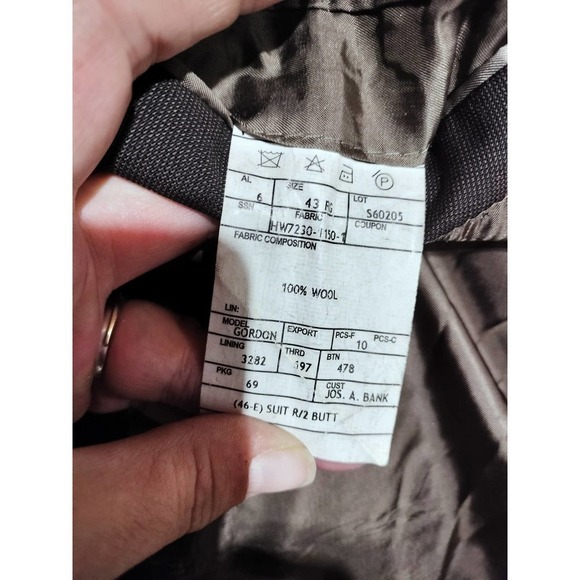 P
AL SIZE LOT
6 43 RG S60205
SSN FABRIC COUPON
HW7230-1150-1
FABRIC COMPOSITION
100% WOOL
LIN:
MODEL EXPORT PCS-F PCS-C
GORDON 10
LINING THRD BTN
3282 597 478
PKG CUST
69 JOS. A. BANK
(46-E) SUIT R/2 BUTT